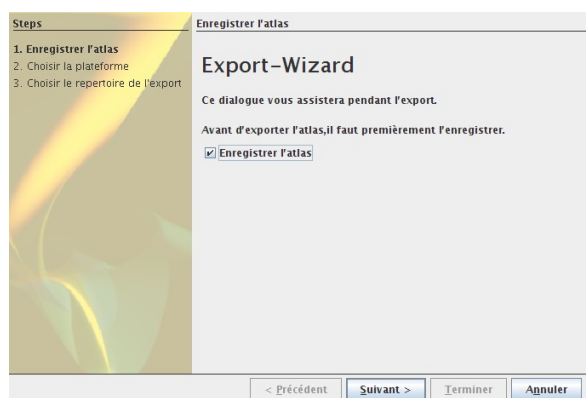 Steps
1. Enregistrer l'atlas
2. Choisir la plateforme
3. Choisir le repertoire de l'export
Enregistrer l'atlas
Export-Wizard
Ce dialogue vous assistera pendant l'export.
Avant d'exporter l'atlas,il faut premièrement l'enregistrer.
Enregistrer l'atlas
< Précédent
Suivant >
Terminer
Annuler